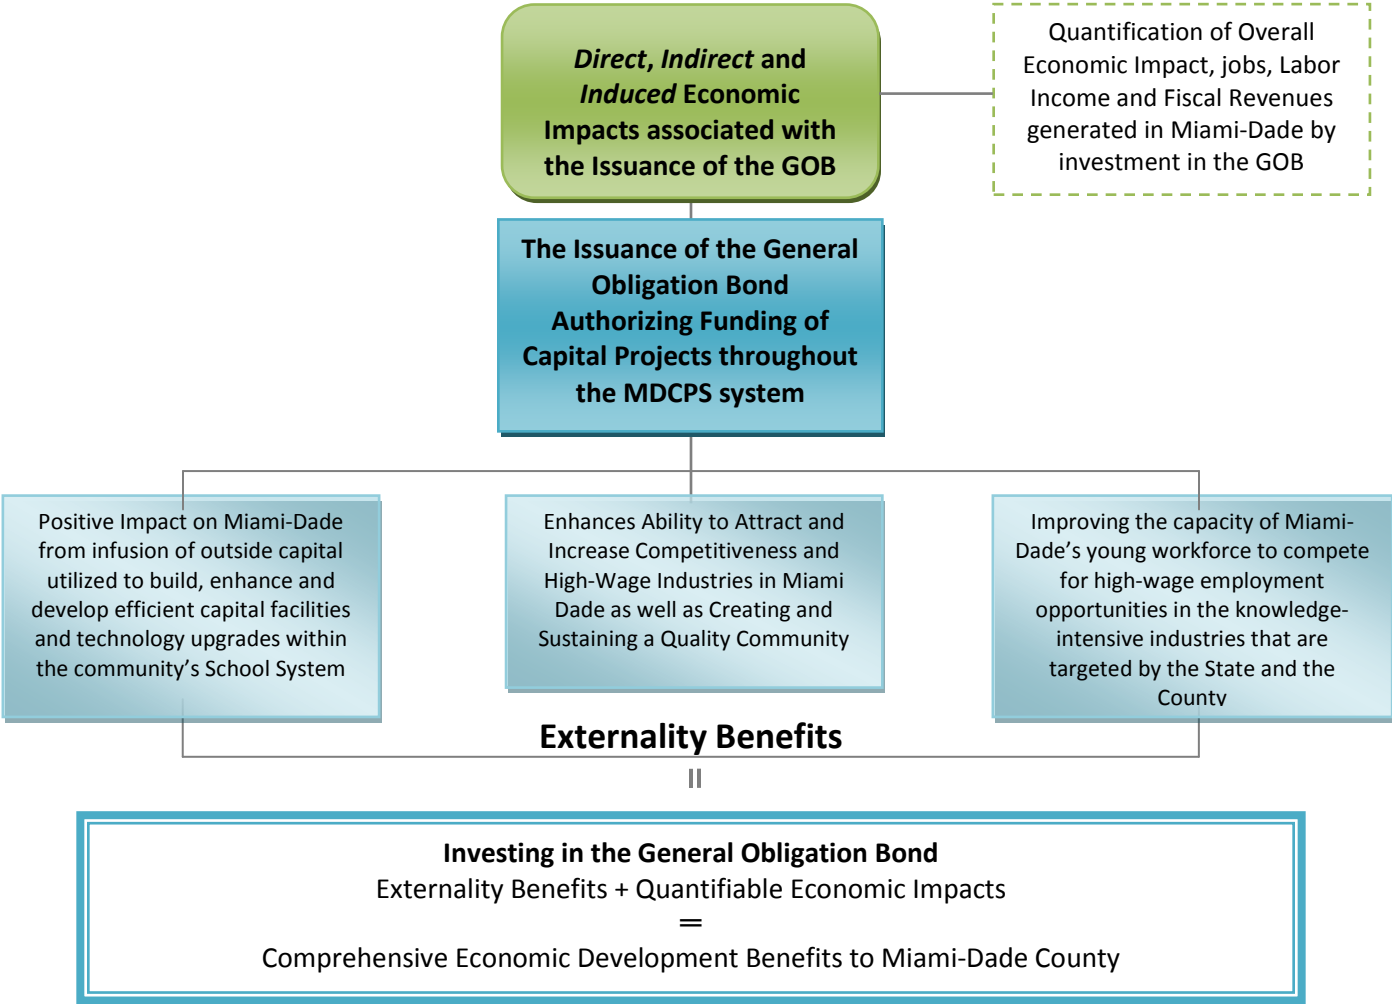 Direct, Indirect and
Induced Economic
Impacts associated with
the Issuance of the GOB
Quantification of Overall
Economic Impact, jobs, Labor
Income and Fiscal Revenues
generated in Miami-Dade by
investment in the GOB
The Issuance of the General
Obligation Bond
Authorizing Funding of
Capital Projects throughout
the MDCPS system
Positive Impact on Miami-Dade
from infusion of outside capital
utilized to build, enhance and
develop efficient capital facilities
and technology upgrades within
the community’s School System
Enhances Ability to Attract and
Increase Competitiveness and
High-Wage Industries in Miami
Dade as well as Creating and
Sustaining a Quality Community
Improving the capacity of Miami-
Dade’s young workforce to compete
for high-wage employment
opportunities in the knowledge-
intensive industries that are
targeted by the State and the
County
Externality Benefits
=
Investing in the General Obligation Bond
Externality Benefits + Quantifiable Economic Impacts
=
Comprehensive Economic Development Benefits to Miami-Dade County